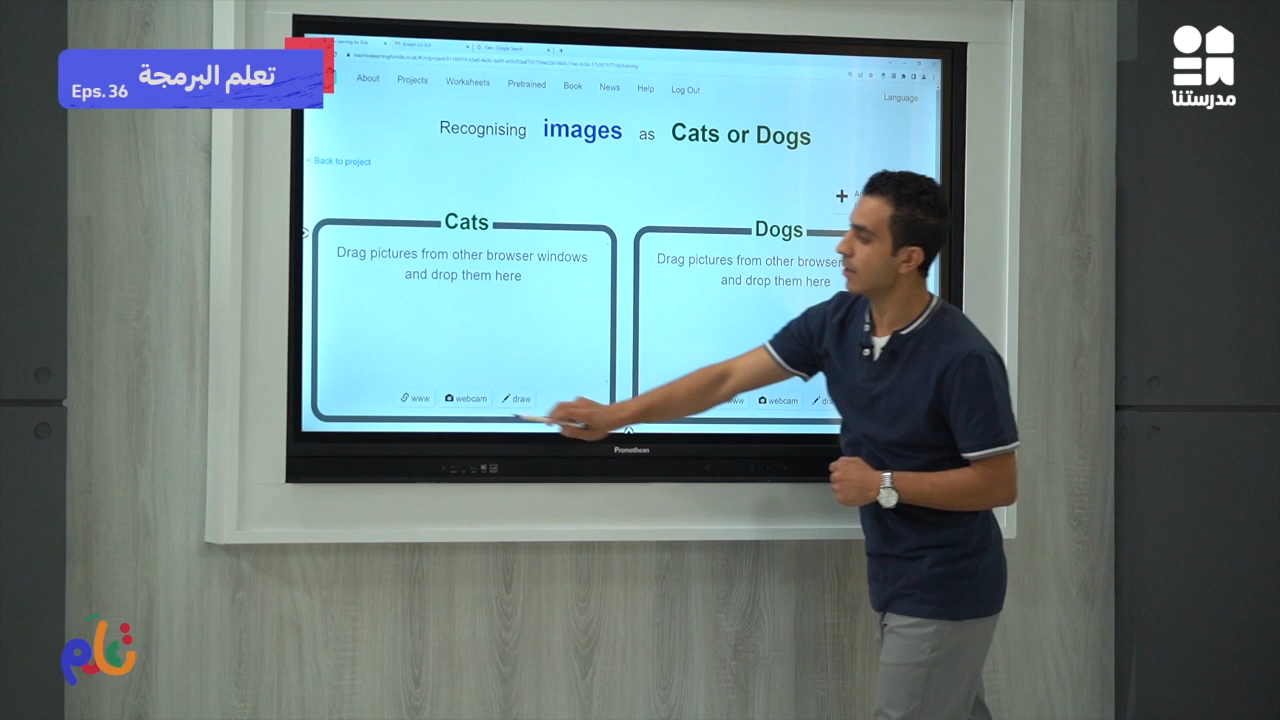 تعلم البرمجة
Eps. 36
مدرستنا
About Projects Worksheets Pretrained Book News Help Log Out
Language
Recognising images as Cats or Dogs
< Back to project
Cats
Drag pictures from other browser windows
and drop them here
www webcam draw
Dogs
Drag pictures from other browser
and drop them here
www webcam
Promethean